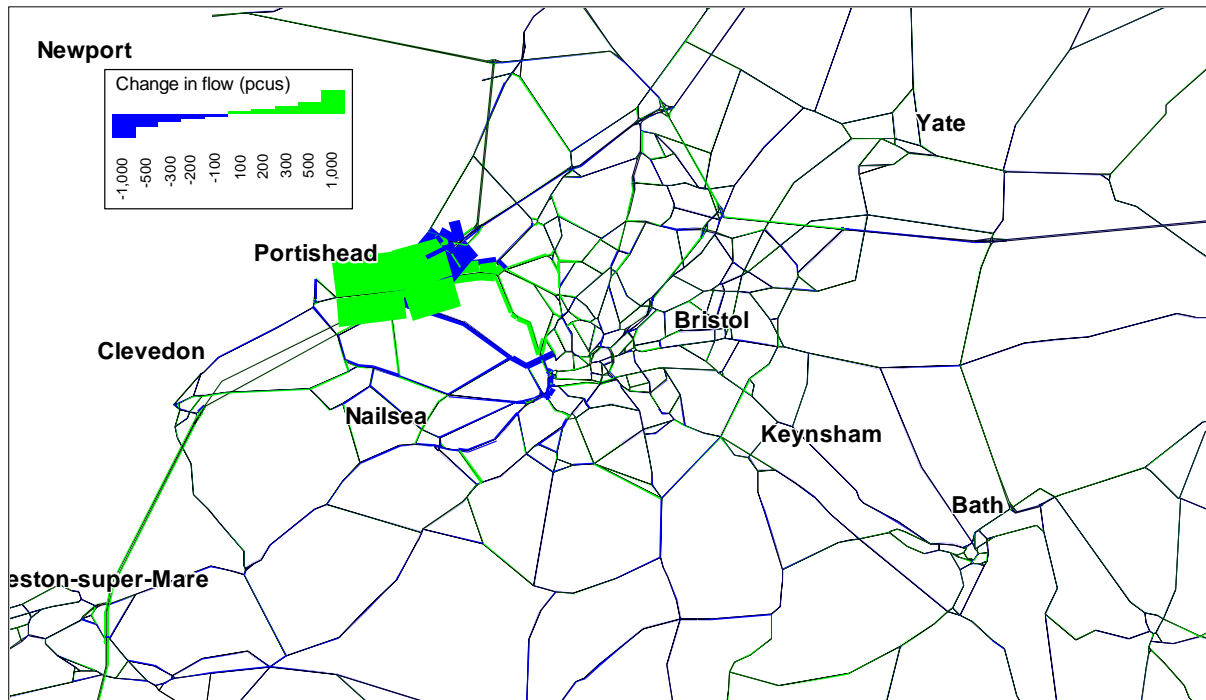 Newport
Change in flow (pcus)
-1,000
-500
-300
-200
-100
100
200
300
500
1,000
Yate
Portishead
Bristol
Clevedon
Nailsea
Keynsham
Bath
eston-super-Mare